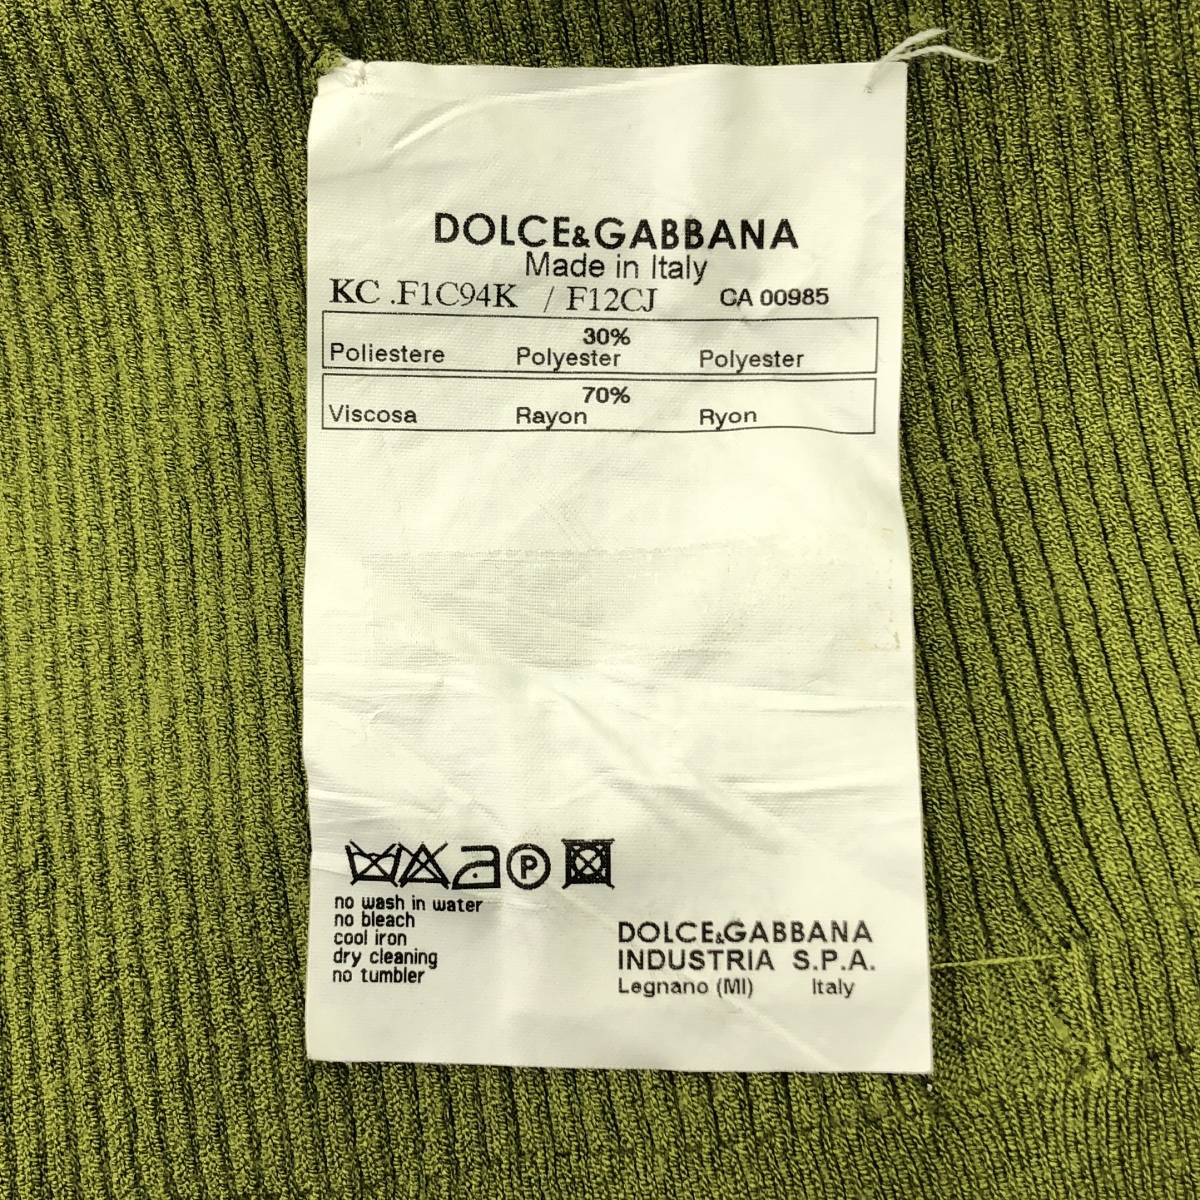 DOLCE&GABBANA
Made in Italy
KC .F1C94K / F12CJ CA 00985
30%
Poliestere Polyester Polyester
70%
Viscosa Rayon Ryon
P
no wash in water
no bleach
cool iron
dry cleaning
no tumbler
DOLCE&GABBANA
INDUSTRIA S.P.A.
Legnano (MI) Italy